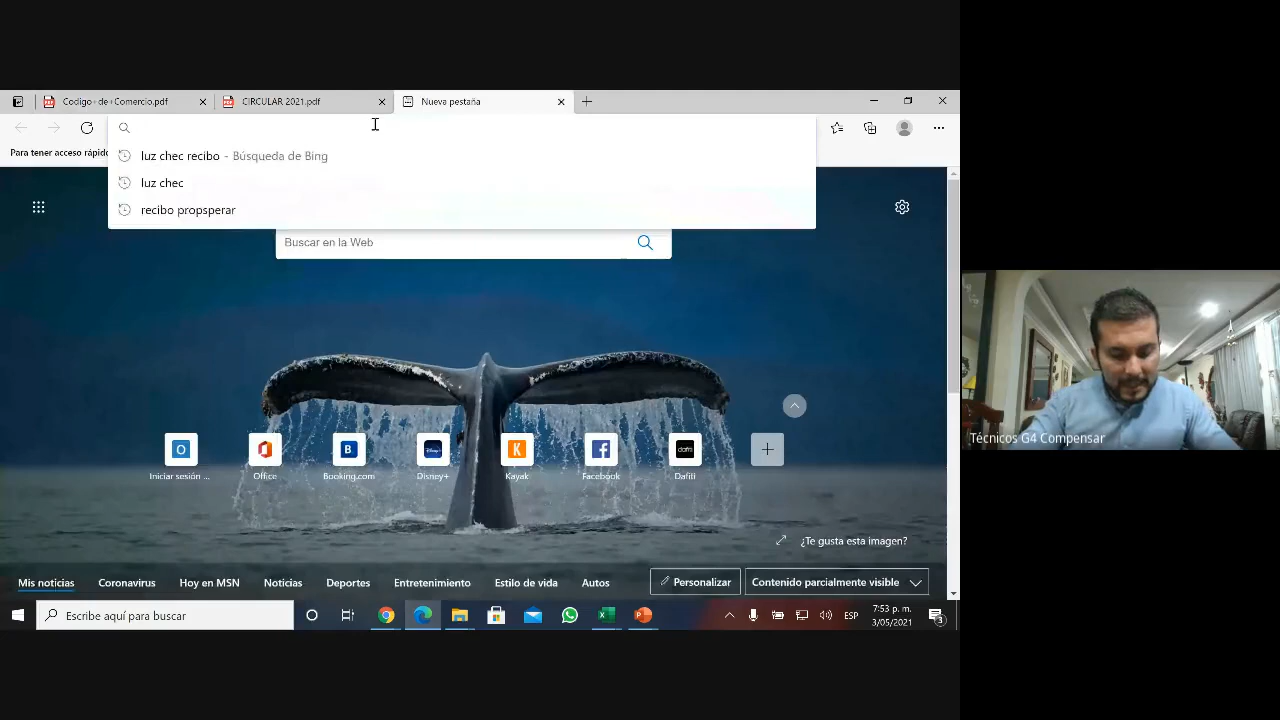 Codigo+de+Comercio.pdf
CIRCULAR 2021.pdf
Nueva pestaña
Para tener acceso rápido
luz chec recibo - Búsqueda de Bing
luz chec
recibo propsperar
Buscar en la Web
Iniciar sesión ...
Office
Booking.com
Disney+
Kayak
Facebook
Dafiti
¿Te gusta esta imagen?
Mis noticias
Coronavirus
Hoy en MSN
Noticias
Deportes
Entretenimiento
Estilo de vida
Autos
Personalizar
Contenido parcialmente visible
Escribe aquí para buscar
ESP
7:53 p. m.
3/05/2021
3
Técnicos G4 Compensar